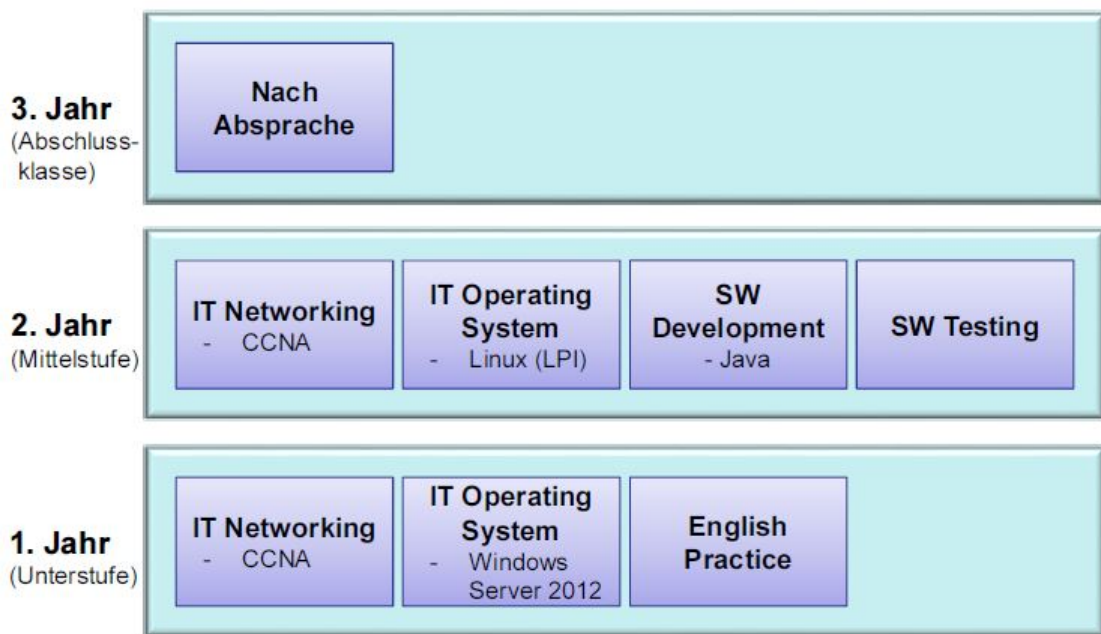 3. Jahr
(Abschluss-
klasse)
Nach
Absprache
2. Jahr
(Mittelstufe)
IT Networking
- CCNA
IT Operating
System
- Linux (LPI)
SW
Development
- Java
SW Testing
1. Jahr
(Unterstufe)
IT Networking
- CCNA
IT Operating
System
- Windows
Server 2012
English
Practice